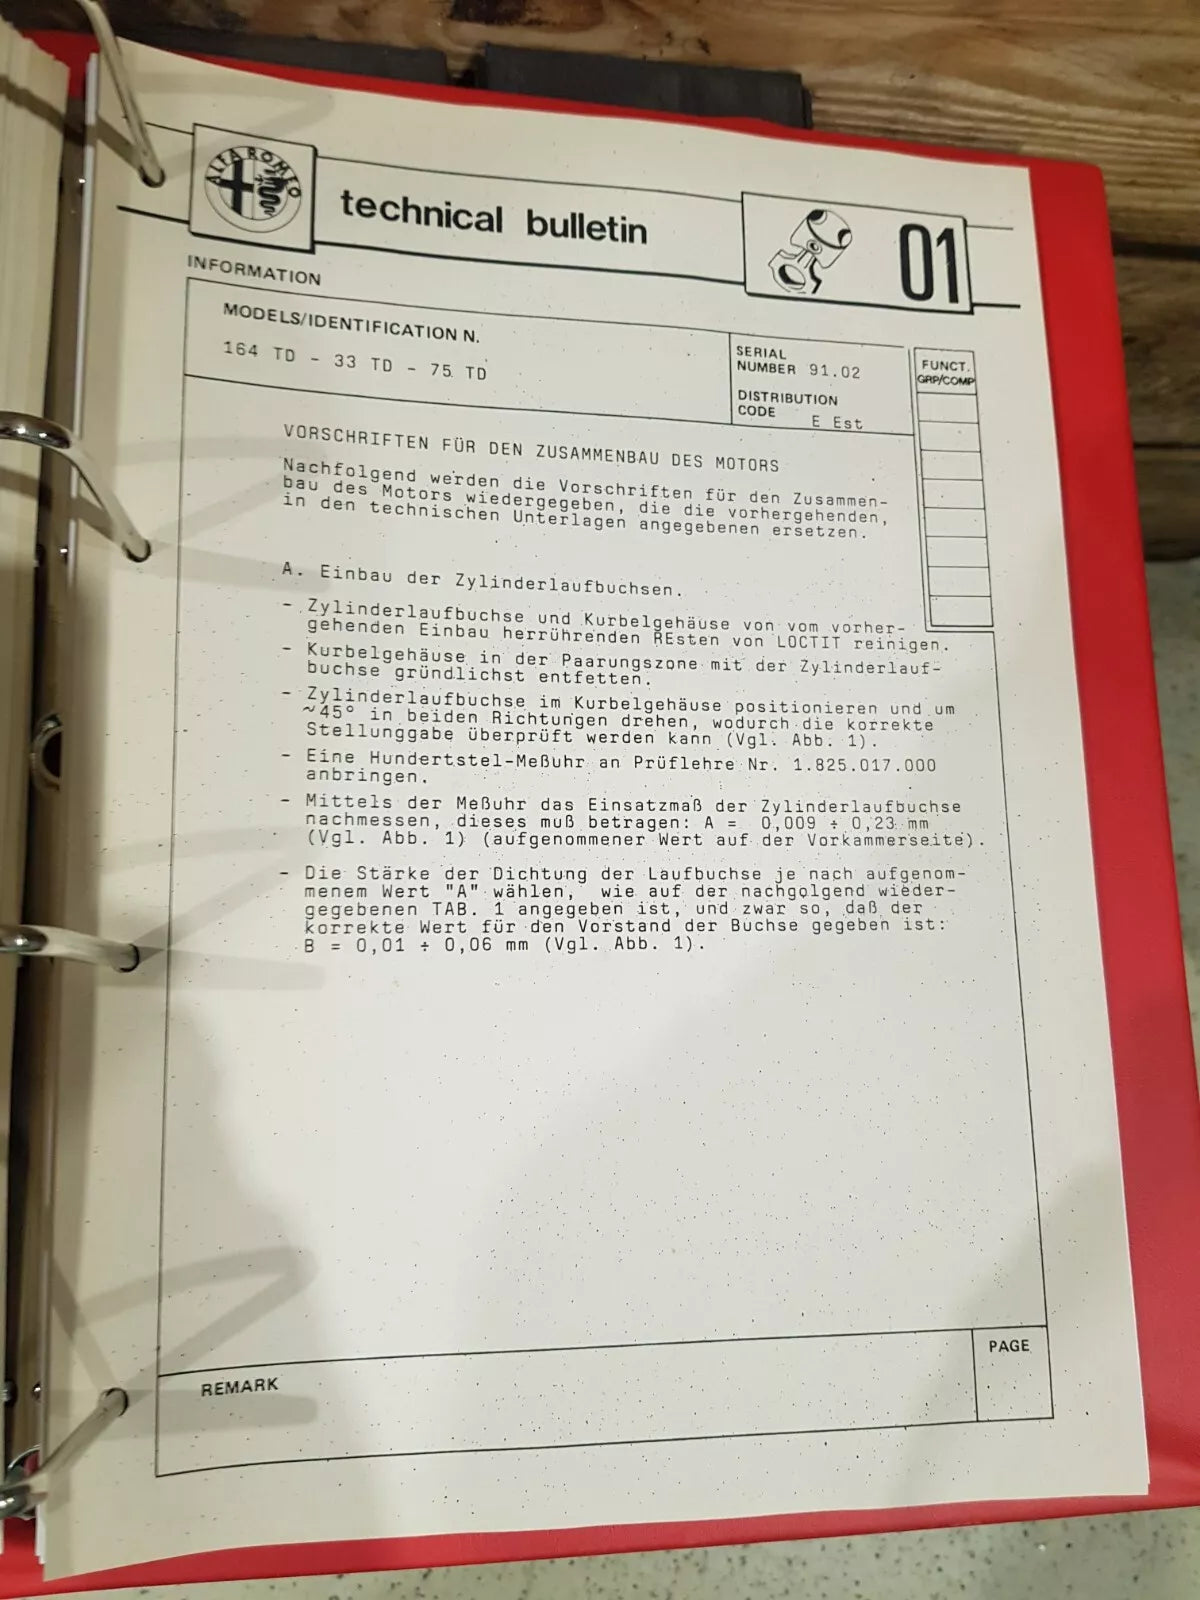 ALFA ROMEO
technical bulletin
01
INFORMATION
MODELS/IDENTIFICATION N.
164 TD - 33 TD - 75 TD
SERIAL
NUMBER 91.02
DISTRIBUTION
CODE E Est
FUNCT.
GRP/COMP
VORSCHRIFTEN FÜR DEN ZUSAMMENBAU DES MOTORS
Nachfolgend werden die Vorschriften für den Zusammen-
bau des Motors wiedergegeben, die die vorhergehenden,
in den technischen Unterlagen angegebenen ersetzen.
A. Einbau der Zylinderlaufbuchsen.
- Zylinderlaufbuchse und Kurbelgehäuse von vom vorher-
gehenden Einbau herrührenden REsten von LOCTIT reinigen.
- Kurbelgehäuse in der Paarungszone mit der Zylinderlauf-
buchse gründlichst entfetten.
- Zylinderlaufbuchse im Kurbelgehäuse positionieren und um
~45° in beiden Richtungen drehen, wodurch die korrekte
Stellunggabe überprüft werden kann (Vgl. Abb. 1).
- Eine Hundertstel-Meßuhr an Prüflehre Nr. 1.825.017.000
anbringen.
- Mittels der Meßuhr das Einsatzmaß der Zylinderlaufbuchse
nachmessen, dieses muß betragen: A = 0,009 ÷ 0,23 mm
(Vgl. Abb. 1) (aufgenommener Wert auf der Vorkammerseite).
- Die Stärke der Dichtung der Laufbuchse je nach aufgenom-
menem Wert "A" wählen, wie auf der nachgolgend wieder-
gegebenen TAB. 1 angegeben ist, und zwar so, daß der
korrekte Wert für den Vorstand der Buchse gegeben ist:
B = 0,01 ÷ 0,06 mm (Vgl. Abb. 1).
REMARK
PAGE